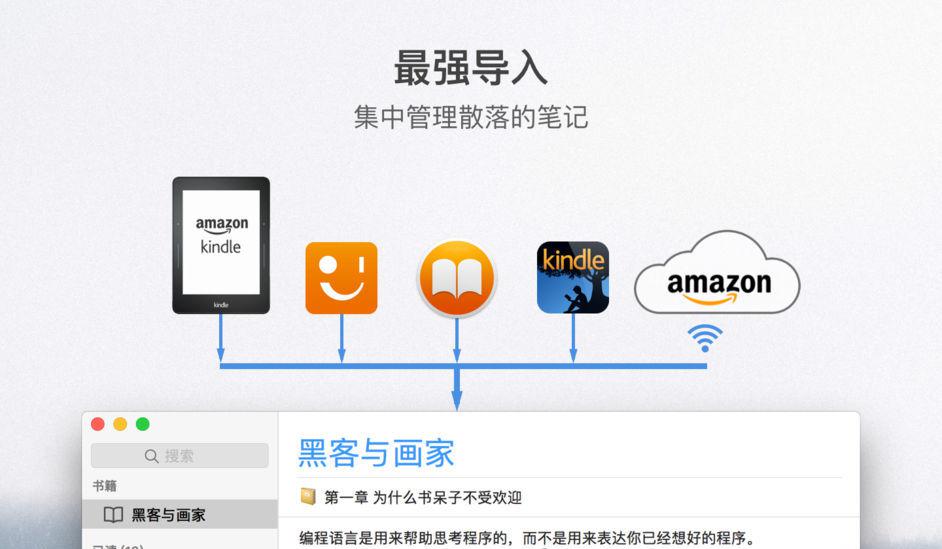 最强导入
集中管理散落的笔记
amazon
kindle
kindle
kindle
amazon
搜索
黑客与画家
书籍
第一章 为什么书呆子不受欢迎
黑客与画家
编程语言是用来帮助思考程序的，而不是用来表达你已经想好的程序。